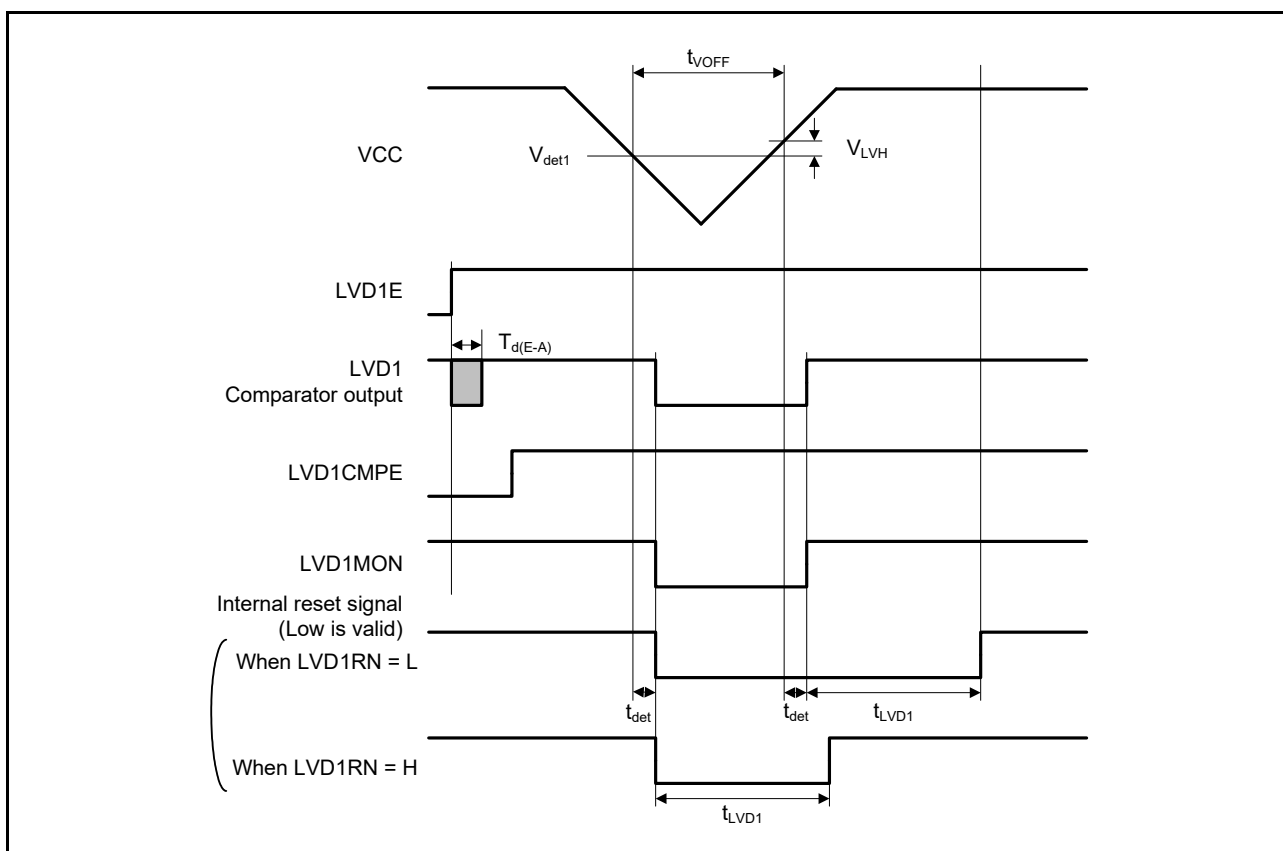 tVOFF
VCC
Vdet1
VLVH
LVD1E
Td(E-A)
LVD1
Comparator output
LVD1CMPE
LVD1MON
Internal reset signal
(Low is valid)
When LVD1RN = L
tdet
tdet
tLVD1
When LVD1RN = H
tLVD1